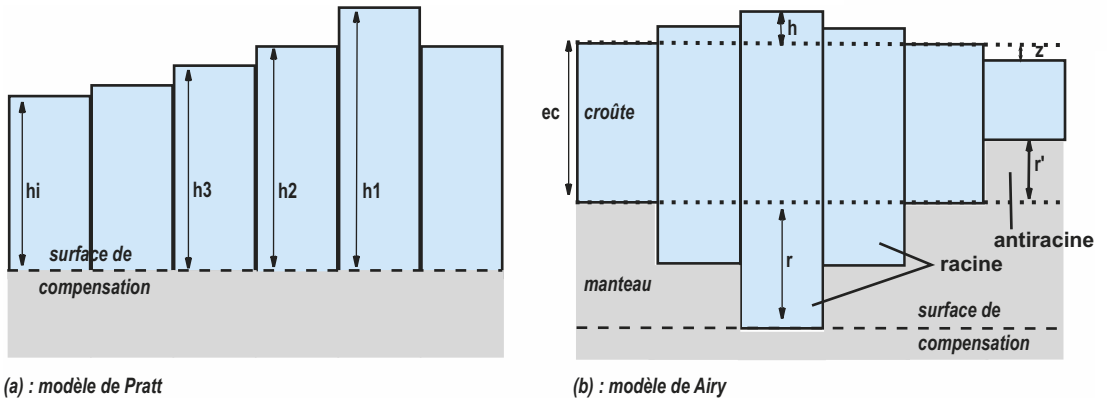 hi
h3
h2
h1
surface de
compensation
(a) : modèle de Pratt
h
z
ec
croûte
r'
antiracine
r
racine
manteau
surface de
compensation
(b) : modèle de Airy